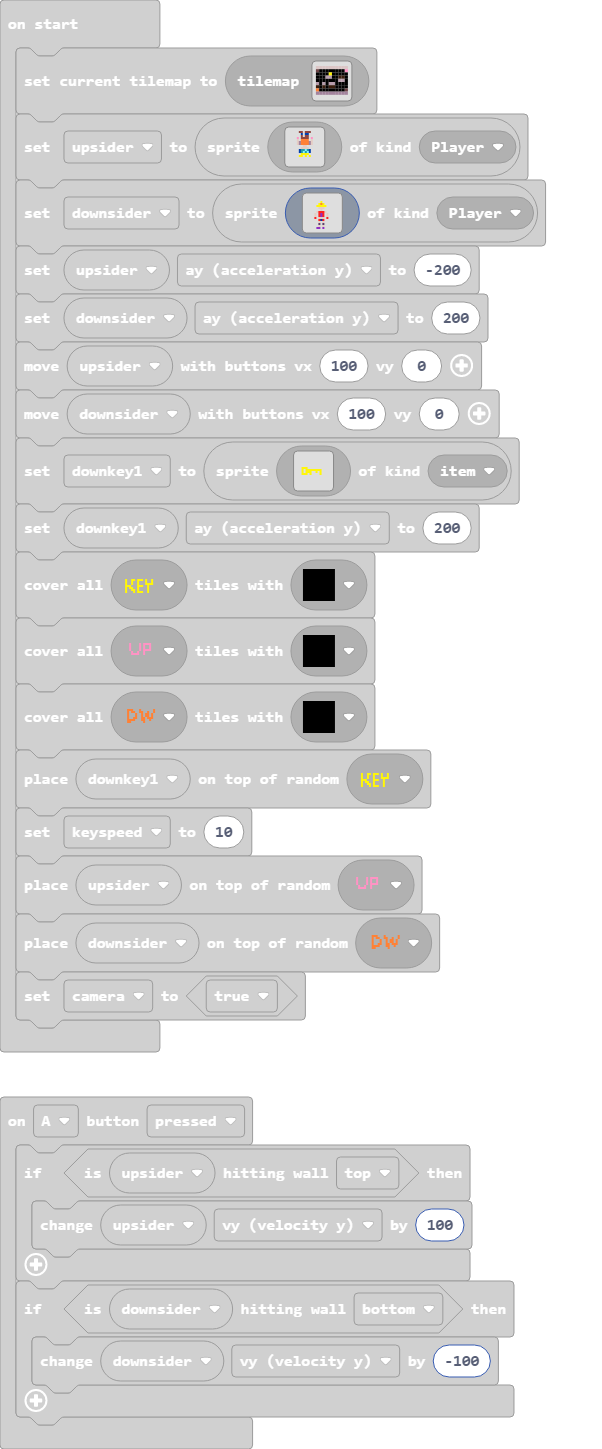 on start
set current tilemap to tilemap
set upsider to sprite of kind Player
set downsider to sprite of kind Player
set upsider ay (acceleration y) to -200
set downsider ay (acceleration y) to 200
move upsider with buttons vx 100 vy 0
move downsider with buttons vx 100 vy 0
set downkey1 to sprite of kind item
set downkey1 ay (acceleration y) to 200
cover all KEY tiles with
cover all UP tiles with
cover all DW tiles with
place downkey1 on top of random KEY
set keyspeed to 10
place upsider on top of random UP
place downsider on top of random DW
set camera to true
on A button pressed
if is upsider hitting wall top then
change upsider vy (velocity y) by 100
if is downsider hitting wall bottom then
change downsider vy (velocity y) by -100